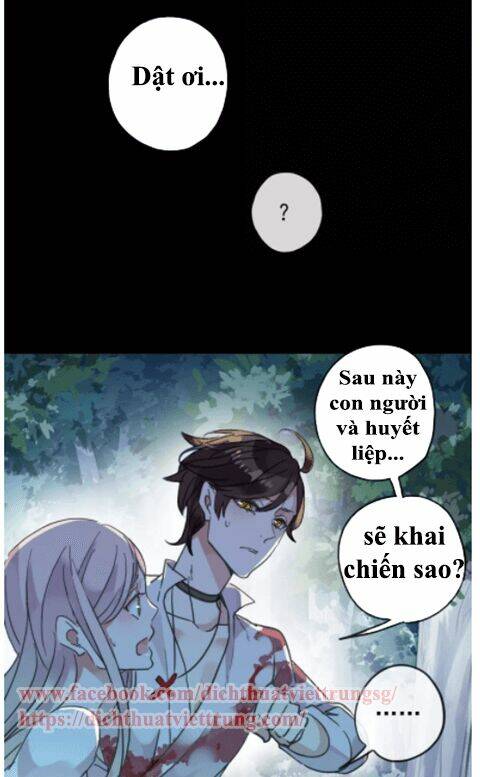 Dật ơi...
?
Sau này
con người
và huyết
liệp...
sẽ khai
chiến sao?
......
www.facebook.com/dichthuatviettrungsg/
https://dichthuatviettrung.com/